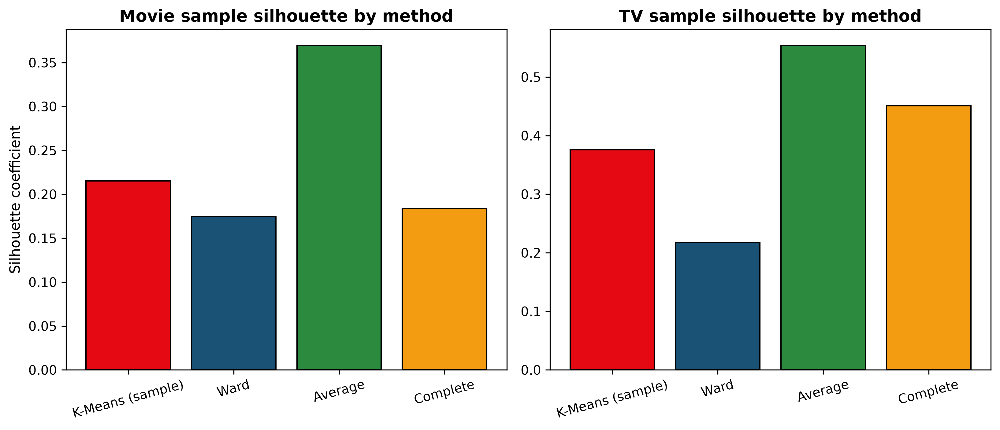 Movie sample silhouette by method
Silhouette coefficient
0.35
0.30
0.25
0.20
0.15
0.10
0.05
0.00
K-Means (sample)
Ward
Average
Complete
TV sample silhouette by method
0.5
0.4
0.3
0.2
0.1
0.0
K-Means (sample)
Ward
Average
Complete